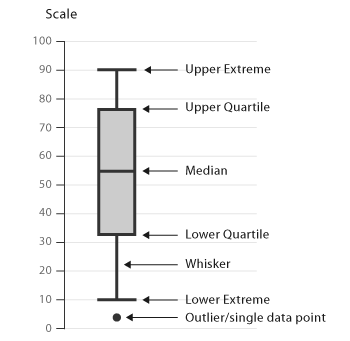 Scale
100
90
Upper Extreme
80
Upper Quartile
70
60
Median
50
40
Lower Quartile
30
Whisker
20
10
Lower Extreme
Outlier/single data point
0